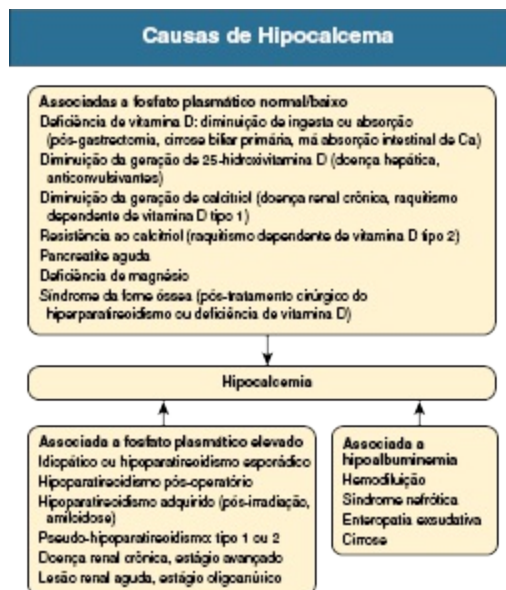 Causas de Hipocalcema
Associadas a fosfato plasmático normal/baixo
Deficiência de vitamina D: diminuição de ingesta ou absorção
(pós-gastrectomia, cirrose biliar primária, má absorção intestinal de Ca)
Diminuição da geração de 25-hidroxivitamina D (doença hepática,
anticonvulsivantes)
Diminuição da geração de calcitriol (doença renal crônica, raquitismo
dependente de vitamina D tipo 1)
Resistência ao calcitriol (raquitismo dependente de vitamina D tipo 2)
Pancreatite aguda
Deficiência de magnésio
Síndrome da fome óssea (pós-tratamento cirúrgico do
hiperparatireoidismo ou deficiência de vitamina D)
Hipocalcemia
Associada a fosfato plasmático elevado
Idiopático ou hipoparatireoidismo esporádico
Hipoparatireoidismo pós-operatório
Hipoparatireoidismo adquirido (pós-irradiação,
amiloidose)
Pseudo-hipoparatireoidismo: tipo 1 ou 2
Doença renal crônica, estágio avançado
Lesão renal aguda, estágio oligoanúrico
Associada a
hipoalbuminemia
Hemodiluição
Síndrome nefrótica
Enteropatia exsudativa
Cirrose